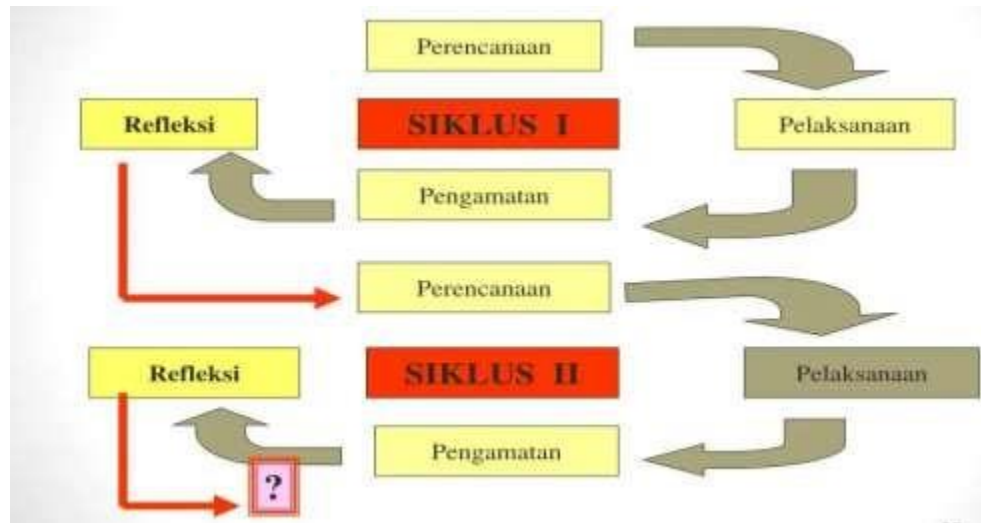 Perencanaan
Refleksi
SIKLUS I
Pelaksanaan
Pengamatan
Perencanaan
Refleksi
SIKLUS II
Pelaksanaan
Pengamatan
?